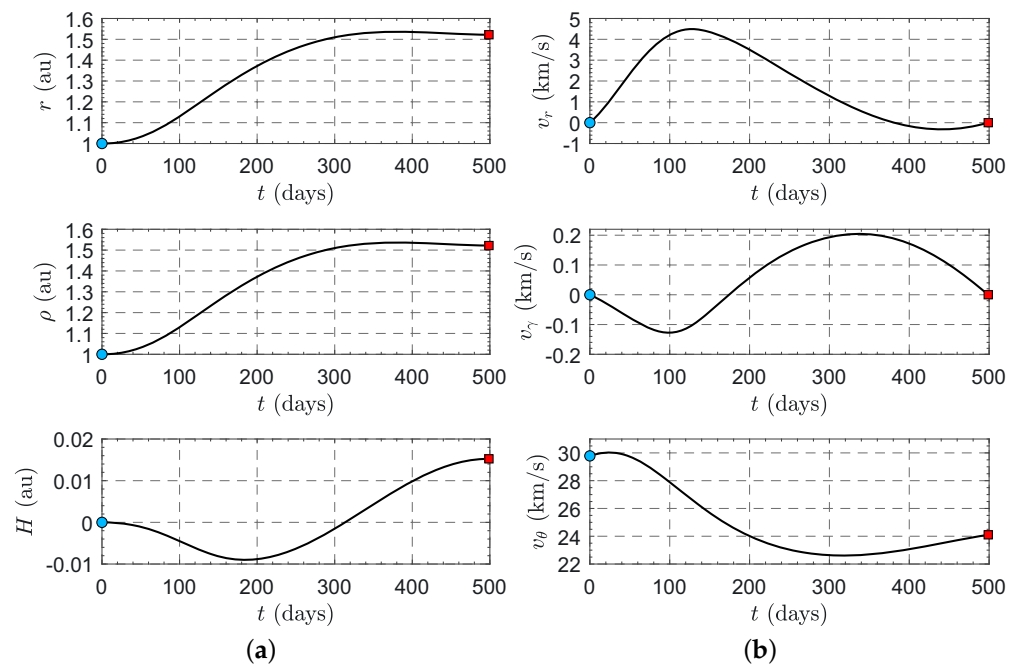 1.6
1.5
1.4
1.3
1.2
1.1
1
r (au)
0 100 200 300 400 500
t (days)
5
4
3
2
1
0
-1
v_r (km/s)
0 100 200 300 400 500
t (days)
1.6
1.5
1.4
1.3
1.2
1.1
1
ρ (au)
0 100 200 300 400 500
t (days)
0.2
0.1
0
-0.1
-0.2
v_γ (km/s)
0 100 200 300 400 500
t (days)
0.02
0.01
0
-0.01
H (au)
0 100 200 300 400 500
t (days)
30
28
26
24
22
v_θ (km/s)
0 100 200 300 400 500
t (days)
(a) (b)